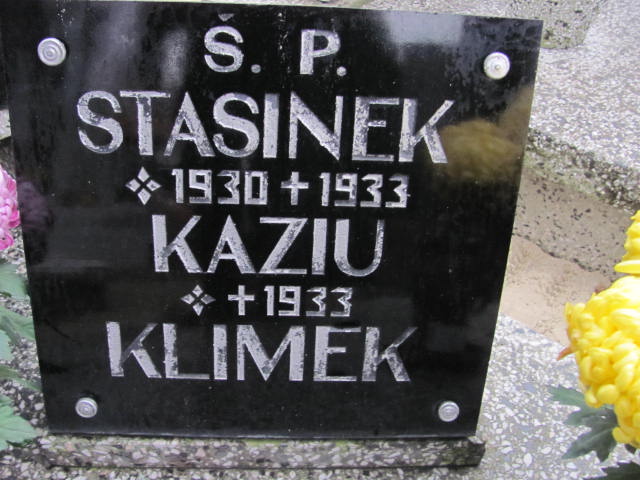 Ś. P.
STASINEK
1930 + 1933
KAZIU
+ 1933
KLIMEK